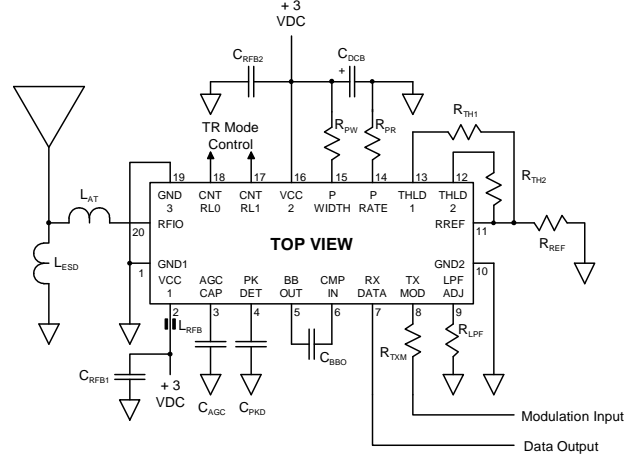 + 3
VDC
CRFB2
CDCB
+
TR Mode
Control
RPW
RPR
RTH1
RTH2
19
18
17
16
15
14
13
12
GND
3
CNT
RL0
CNT
RL1
VCC
2
P
WIDTH
P
RATE
THLD
1
THLD
2
LAT
20
RFIO
RREF
11
RREF
TOP VIEW
LESD
1
GND1
GND2
10
VCC
1
AGC
CAP
PK
DET
BB
OUT
CMP
IN
RX
DATA
TX
MOD
LPF
ADJ
2
3
4
5
6
7
8
9
LRFB
CBBO
RTXM
RLPF
CRFB1
+ 3
VDC
CAGC
CPKD
Modulation Input
Data Output